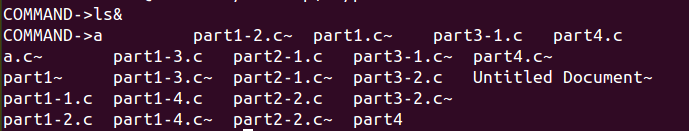 COMMAND->ls&
COMMAND->a part1-2.c~ part1.c~ part3-1.c part4.c
a.c~ part1-3.c part2-1.c part3-1.c~ part4.c~
part1~ part1-3.c~ part2-1.c~ part3-2.c Untitled Document~
part1-1.c part1-4.c part2-2.c part3-2.c~
part1-2.c part1-4.c~ part2-2.c~ part4